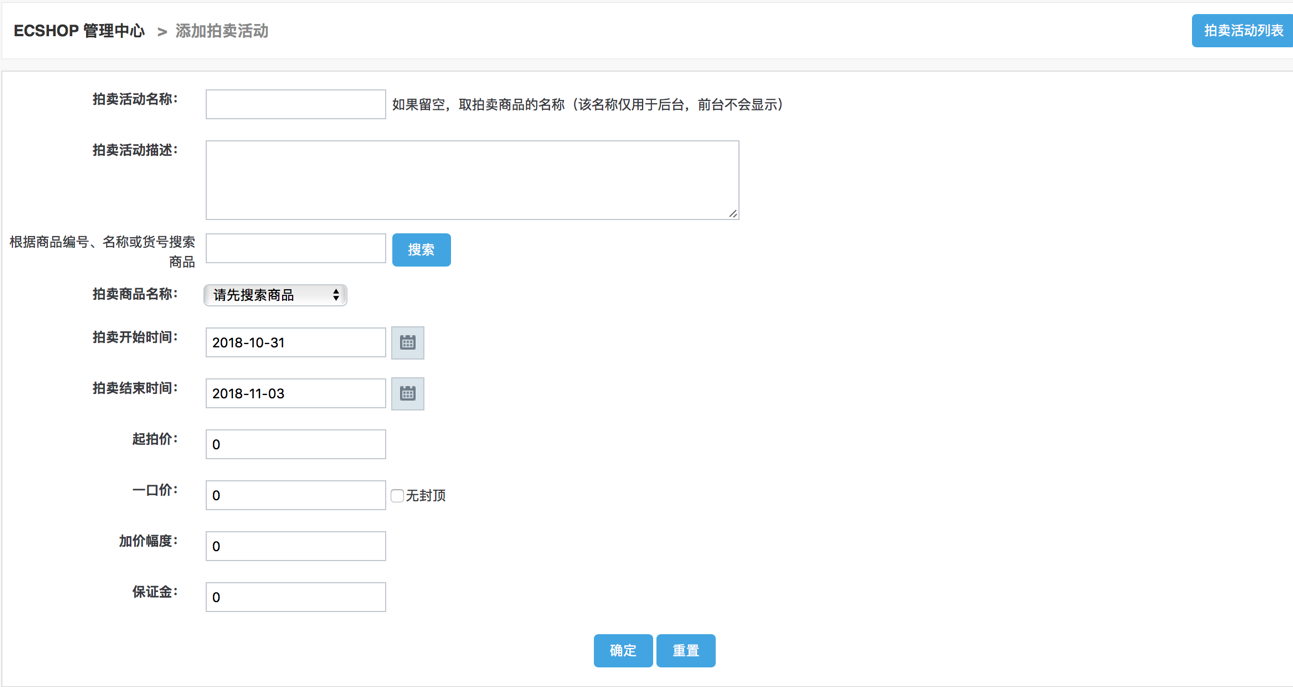 ECSHOP 管理中心 > 添加拍卖活动
拍卖活动列表
拍卖活动名称：
如果留空，取拍卖商品的名称（该名称仅用于后台，前台不会显示）
拍卖活动描述：
根据商品编号、名称或货号搜索
商品
搜索
拍卖商品名称：
请先搜索商品
拍卖开始时间：
2018-10-31
拍卖结束时间：
2018-11-03
起拍价：
0
一口价：
0
无封顶
加价幅度：
0
保证金：
0
确定
重置